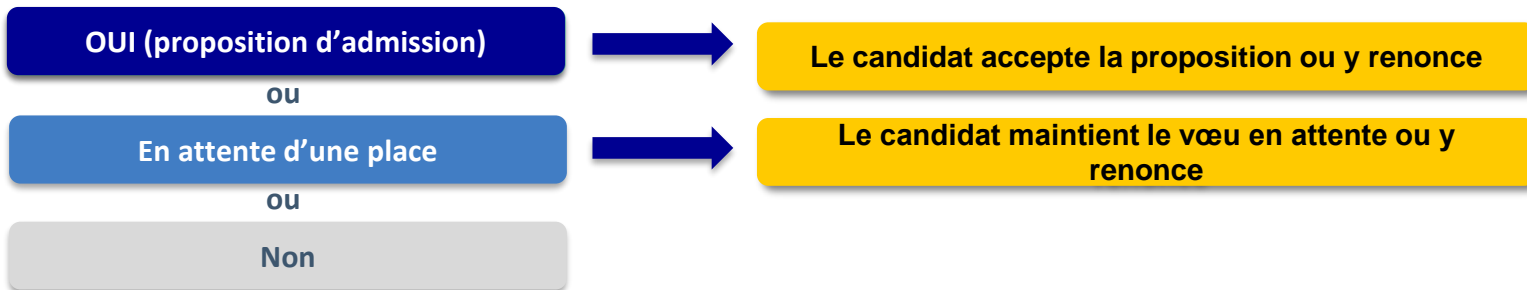 OUI (proposition d’admission)
Le candidat accepte la proposition ou y renonce
ou
En attente d’une place
Le candidat maintient le vœu en attente ou y
renonce
ou
Non